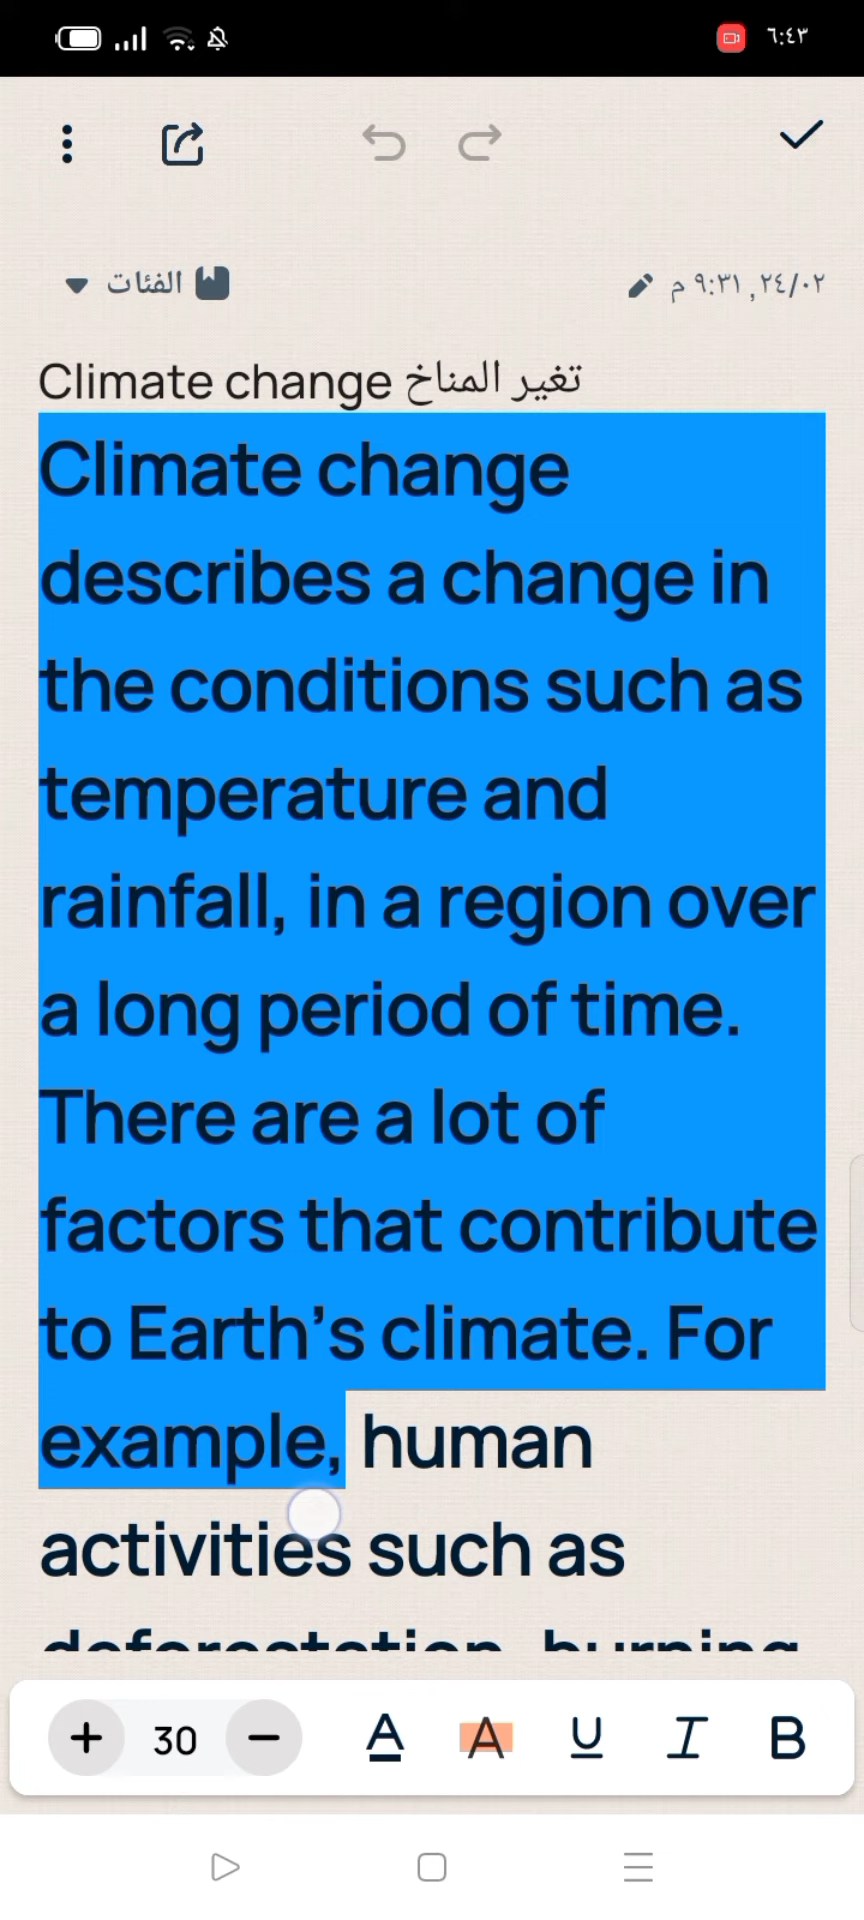 ٦:٤٣
الفئات
٢٤/٠٢, ٩:٣١ م
Climate change تغير المناخ
Climate change
describes a change in
the conditions such as
temperature and
rainfall, in a region over
a long period of time.
There are a lot of
factors that contribute
to Earth’s climate. For
example, human
activities such as
deforestation, burning
30
A
A
U
I
B